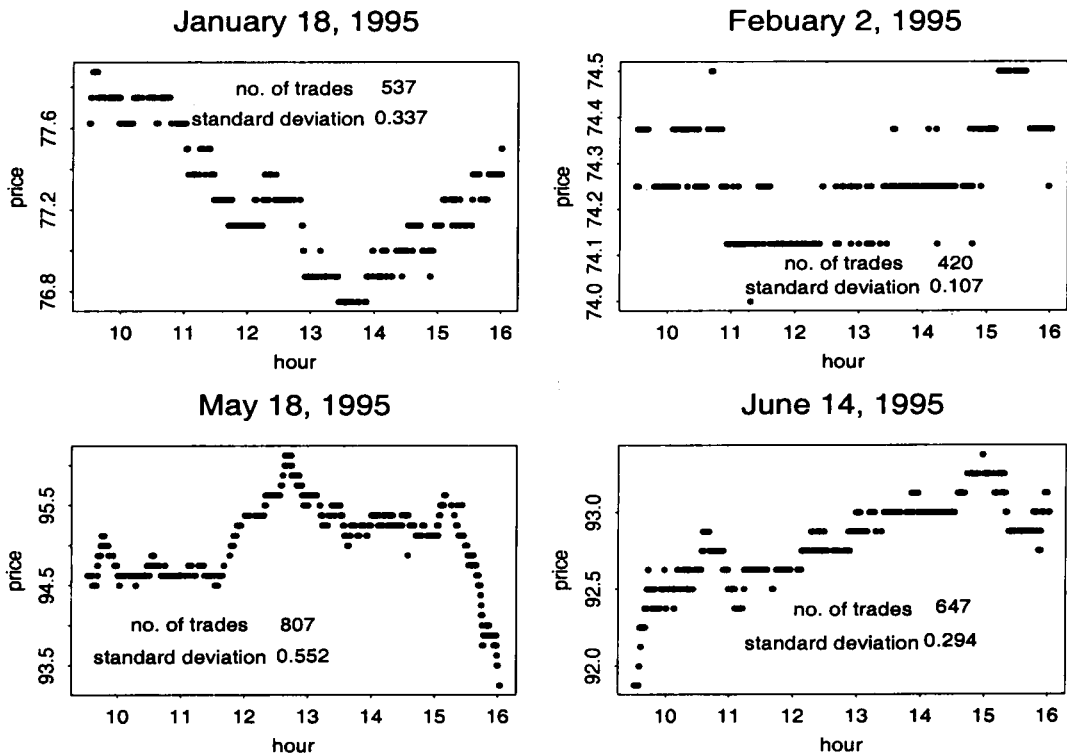 January 18, 1995
price
77.6
77.2
76.8
no. of trades 537
standard deviation 0.337
10 11 12 13 14 15 16
hour
Febuary 2, 1995
price
74.5
74.4
74.3
74.2
74.1
74.0
no. of trades 420
standard deviation 0.107
10 11 12 13 14 15 16
hour
May 18, 1995
price
95.5
94.5
93.5
no. of trades 807
standard deviation 0.552
10 11 12 13 14 15 16
hour
June 14, 1995
price
93.0
92.5
92.0
no. of trades 647
standard deviation 0.294
10 11 12 13 14 15 16
hour